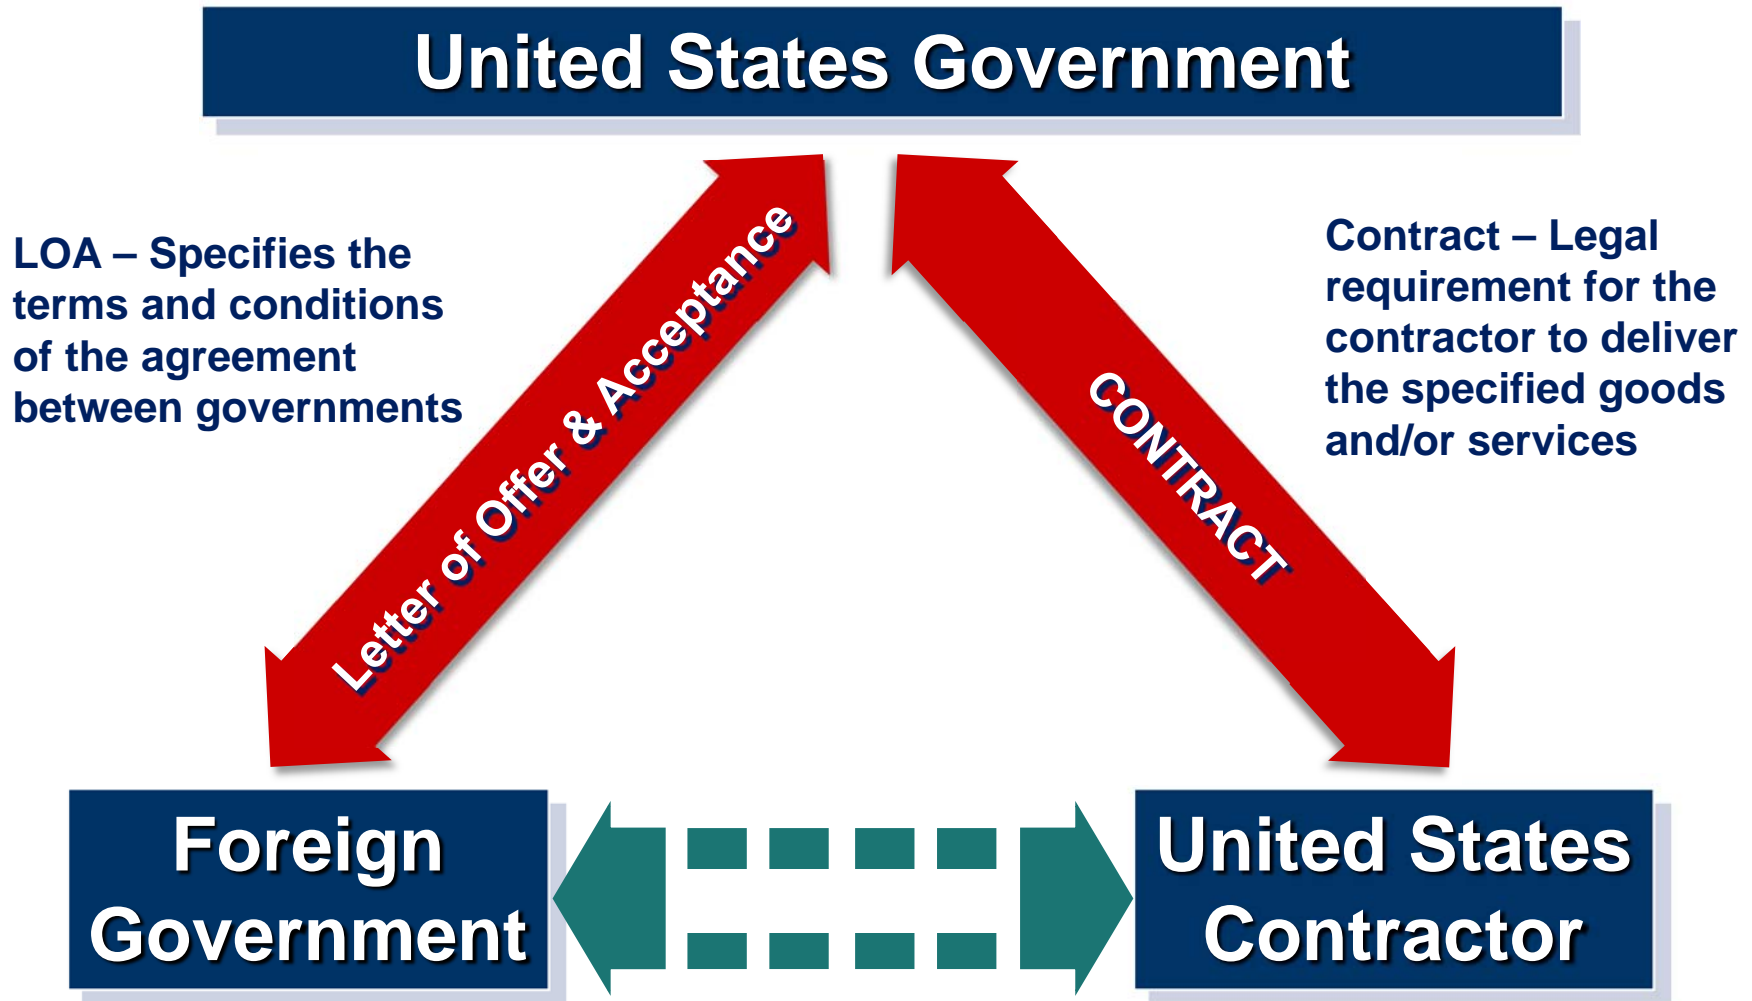 United States Government
LOA – Specifies the
terms and conditions
of the agreement
between governments
Letter of Offer & Acceptance
CONTRACT
Contract – Legal
requirement for the
contractor to deliver
the specified goods
and/or services
Foreign
Government
United States
Contractor